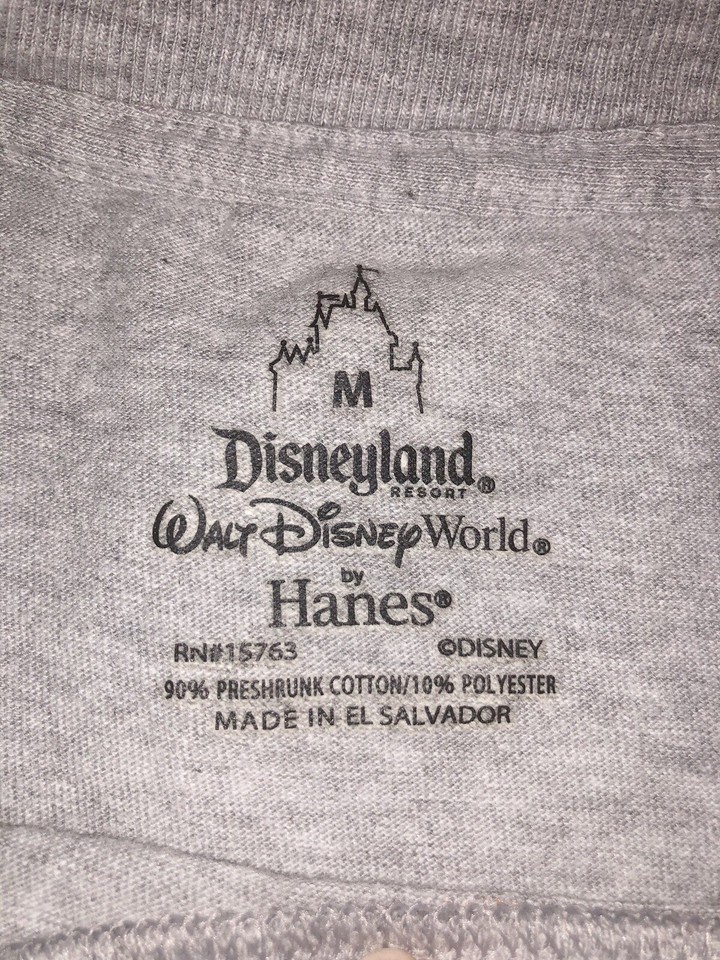 M
Disneyland®
RESORT
WALT DISNEY World®
by
Hanes®
RN#15763 ©DISNEY
90% PRESHRUNK COTTON/10% POLYESTER
MADE IN EL SALVADOR